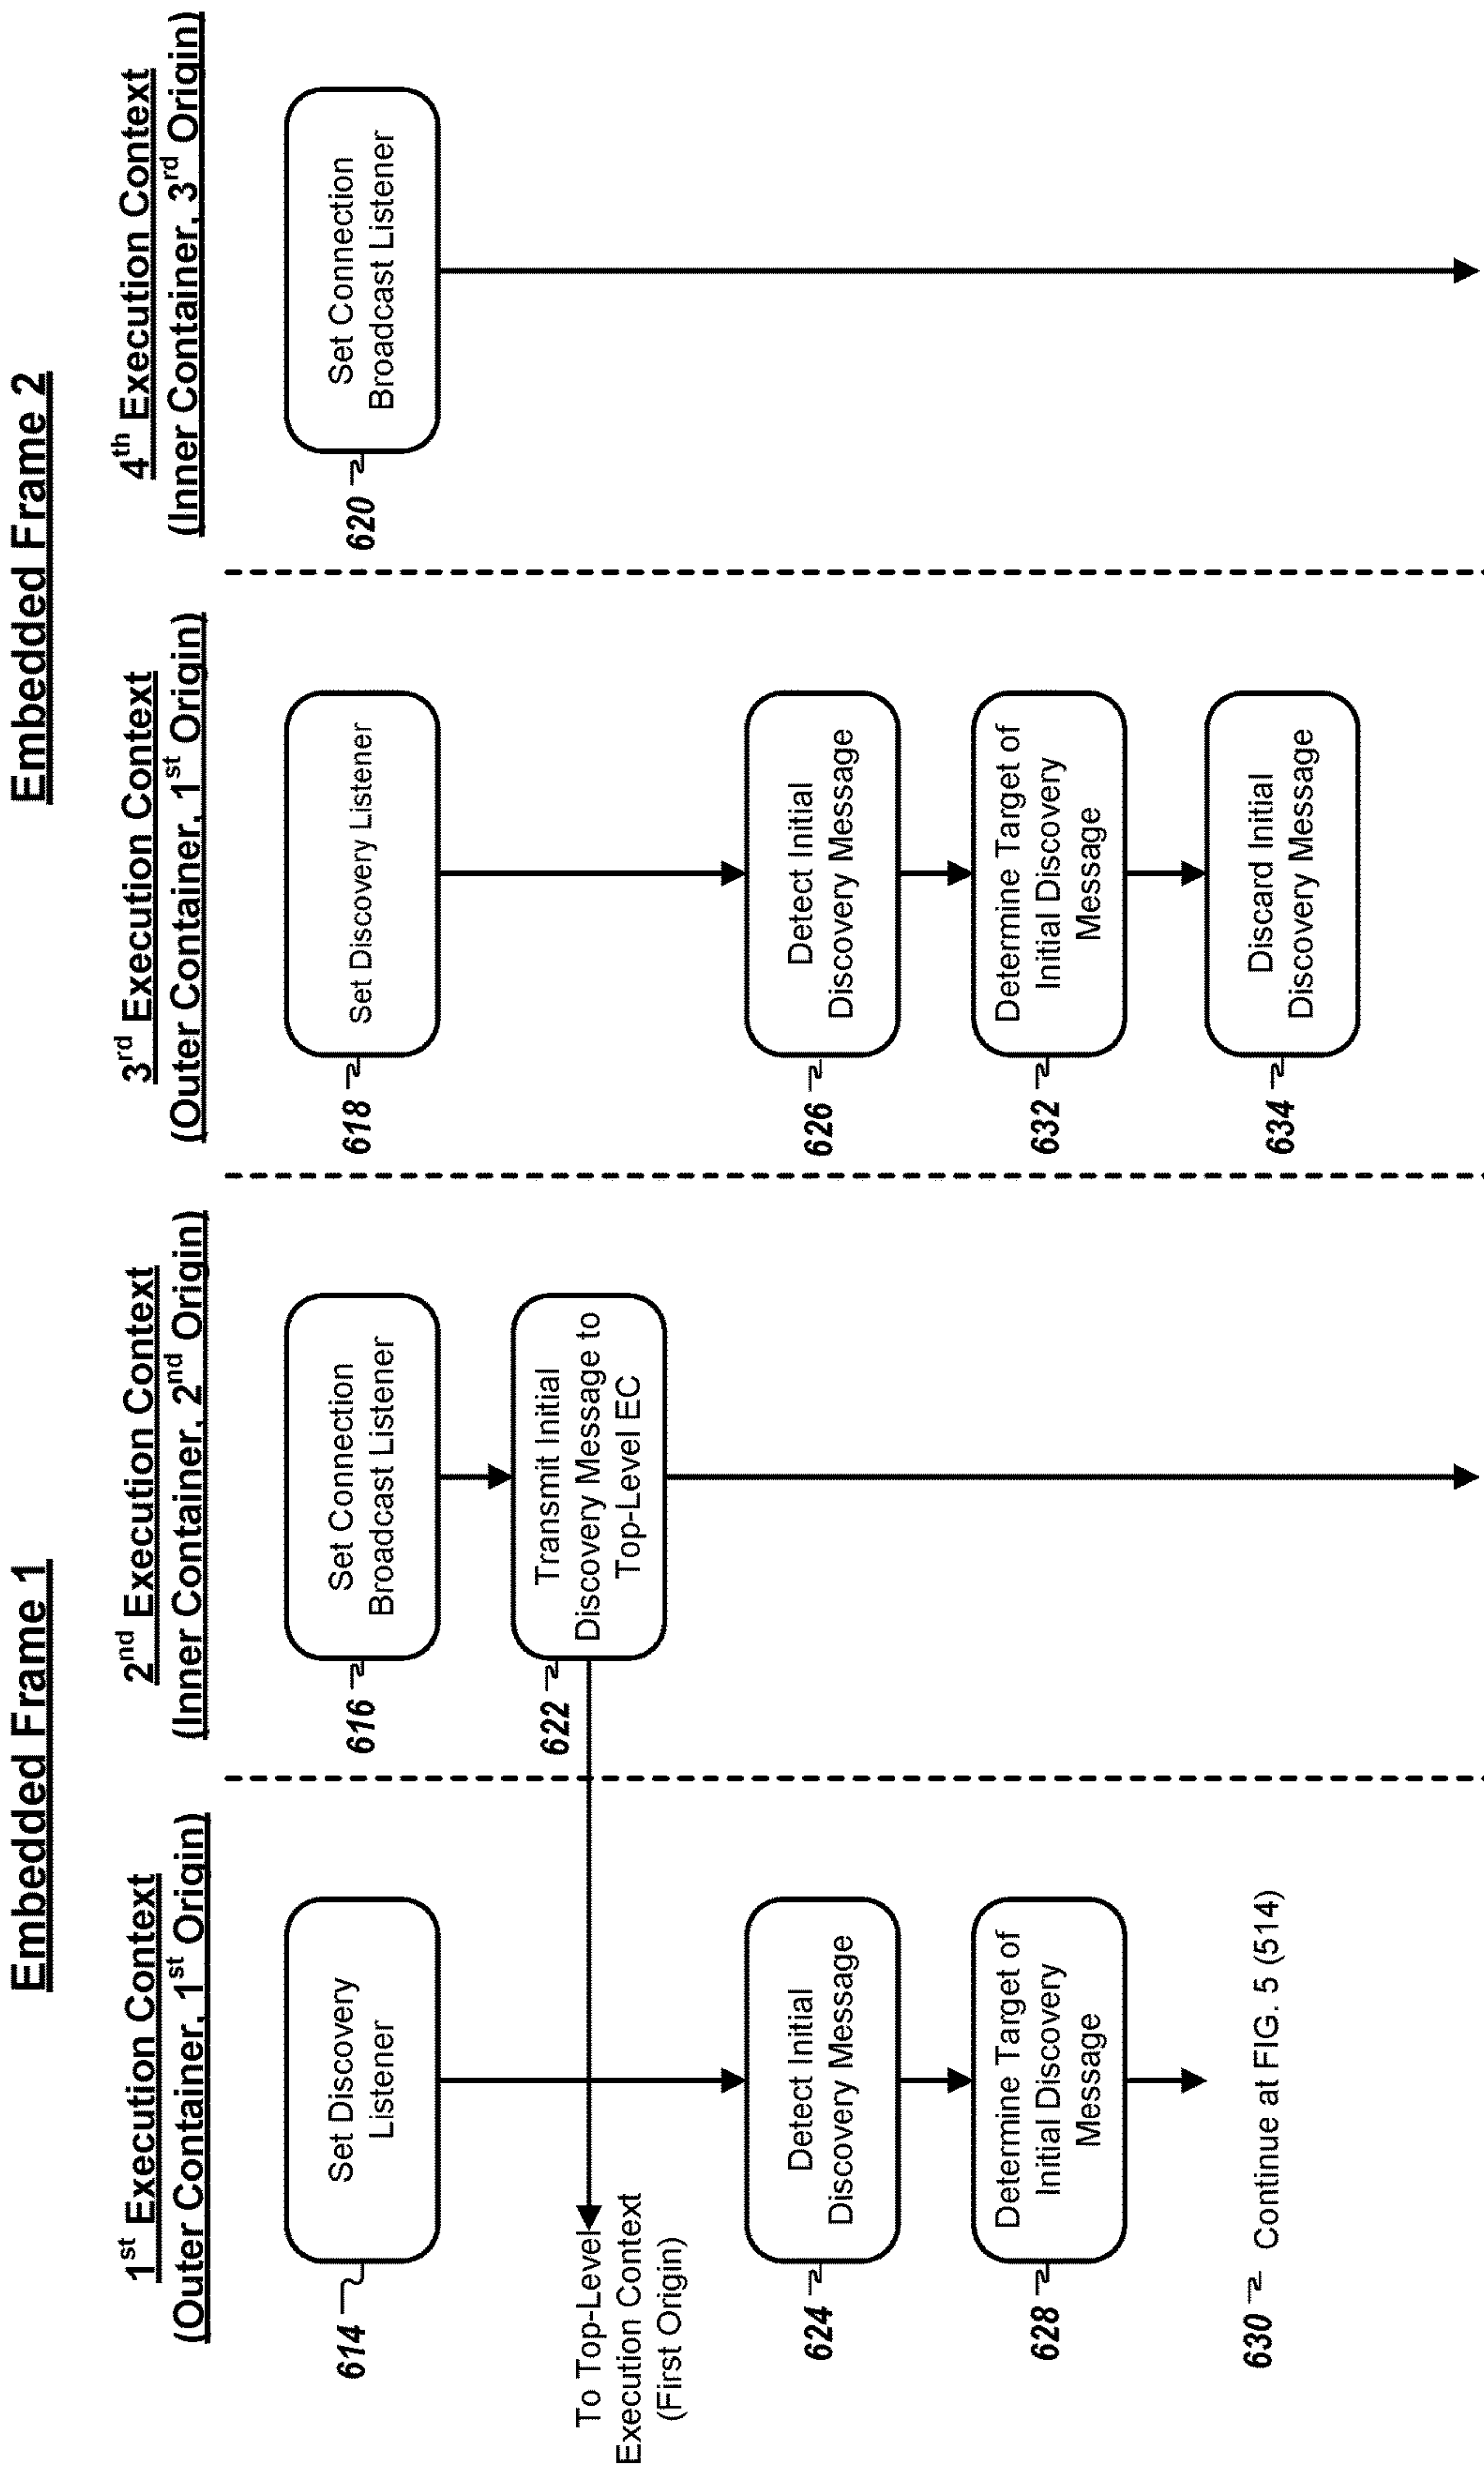 Embedded Frame 1
Embedded Frame 2
1st Execution Context
(Outer Container, 1st Origin)
2nd Execution Context
(Inner Container, 2nd Origin)
3rd Execution Context
(Outer Container, 1st Origin)
4th Execution Context
(Inner Container, 3rd Origin)
614
Set Discovery
Listener
616
Set Connection
Broadcast Listener
618
Set Discovery Listener
620
Set Connection
Broadcast Listener
622
Transmit Initial
Discovery Message to
Top-Level EC
To Top-Level
Execution Context
(First Origin)
624
Detect Initial
Discovery Message
626
Detect Initial
Discovery Message
628
Determine Target of
Initial Discovery
Message
632
Determine Target of
Initial Discovery
Message
630
Continue at FIG. 5 (514)
634
Discard Initial
Discovery Message